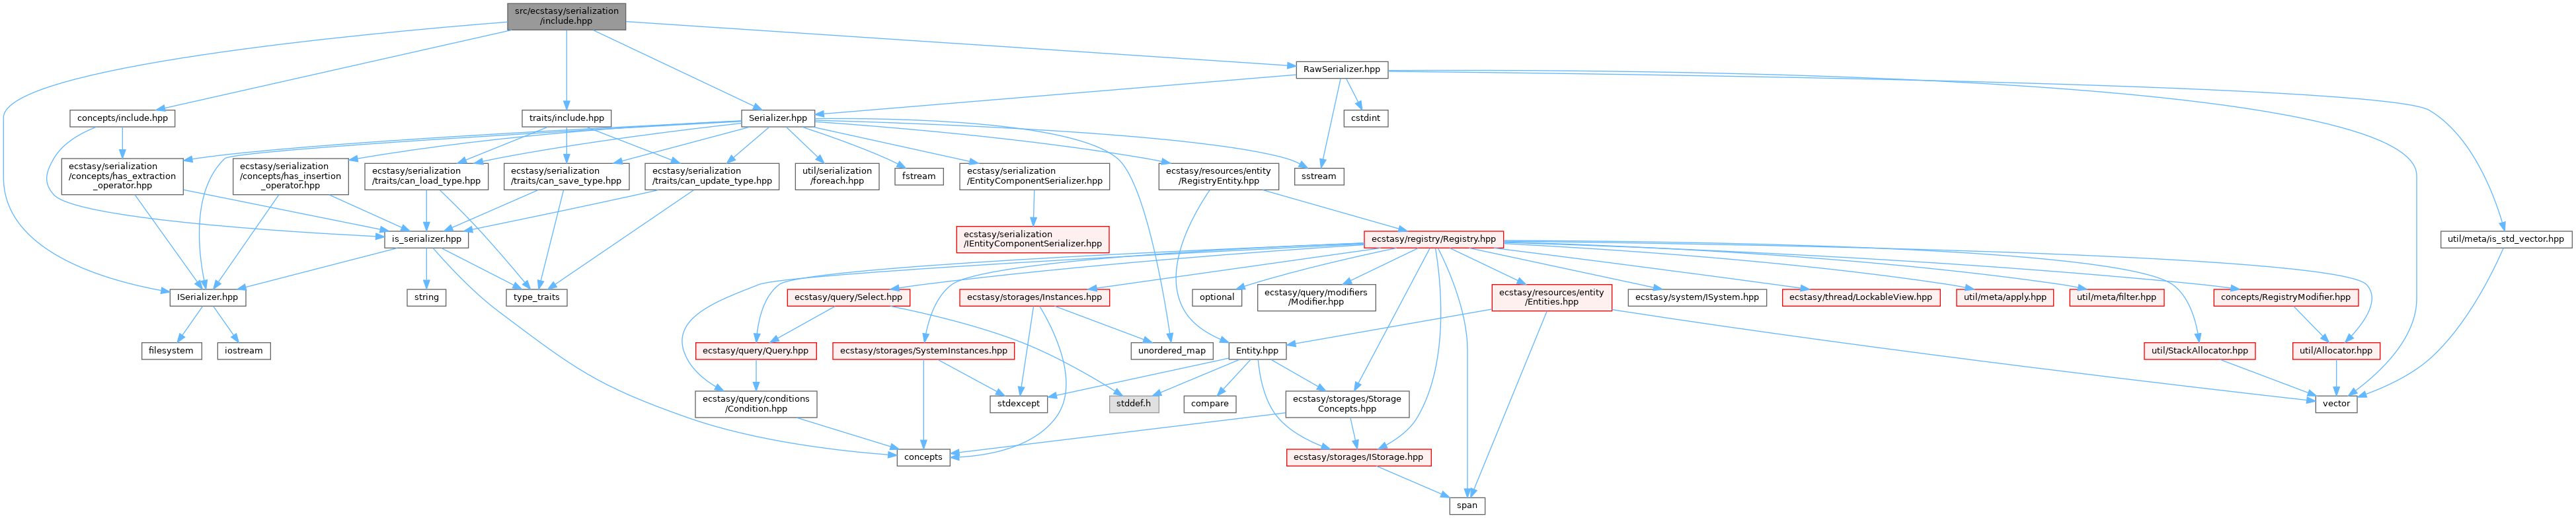 src/ecstasy/serialization
/include.hpp
RawSerializer.hpp
concepts/include.hpp
traits/include.hpp
Serializer.hpp
cstdint
ecstasy/serialization
/concepts/has_extraction
_operator.hpp
ecstasy/serialization
/concepts/has_insertion
_operator.hpp
ecstasy/serialization
/traits/can_load_type.hpp
ecstasy/serialization
/traits/can_save_type.hpp
ecstasy/serialization
/traits/can_update_type.hpp
util/serialization
/foreach.hpp
fstream
ecstasy/serialization
/EntityComponentSerializer.hpp
ecstasy/resources/entity
/RegistryEntity.hpp
sstream
is_serializer.hpp
ecstasy/serialization
/IEntityComponentSerializer.hpp
ecstasy/registry/Registry.hpp
util/meta/is_std_vector.hpp
ISerializer.hpp
string
type_traits
ecstasy/query/Select.hpp
ecstasy/storages/Instances.hpp
optional
ecstasy/query/modifiers
/Modifier.hpp
ecstasy/resources/entity
/Entities.hpp
ecstasy/system/ISystem.hpp
ecstasy/thread/LockableView.hpp
util/meta/apply.hpp
util/meta/filter.hpp
concepts/RegistryModifier.hpp
filesystem
iostream
ecstasy/query/Query.hpp
ecstasy/storages/SystemInstances.hpp
unordered_map
Entity.hpp
util/StackAllocator.hpp
util/Allocator.hpp
ecstasy/query/conditions
/Condition.hpp
stdexcept
stddef.h
compare
ecstasy/storages/Storage
Concepts.hpp
vector
concepts
ecstasy/storages/IStorage.hpp
span